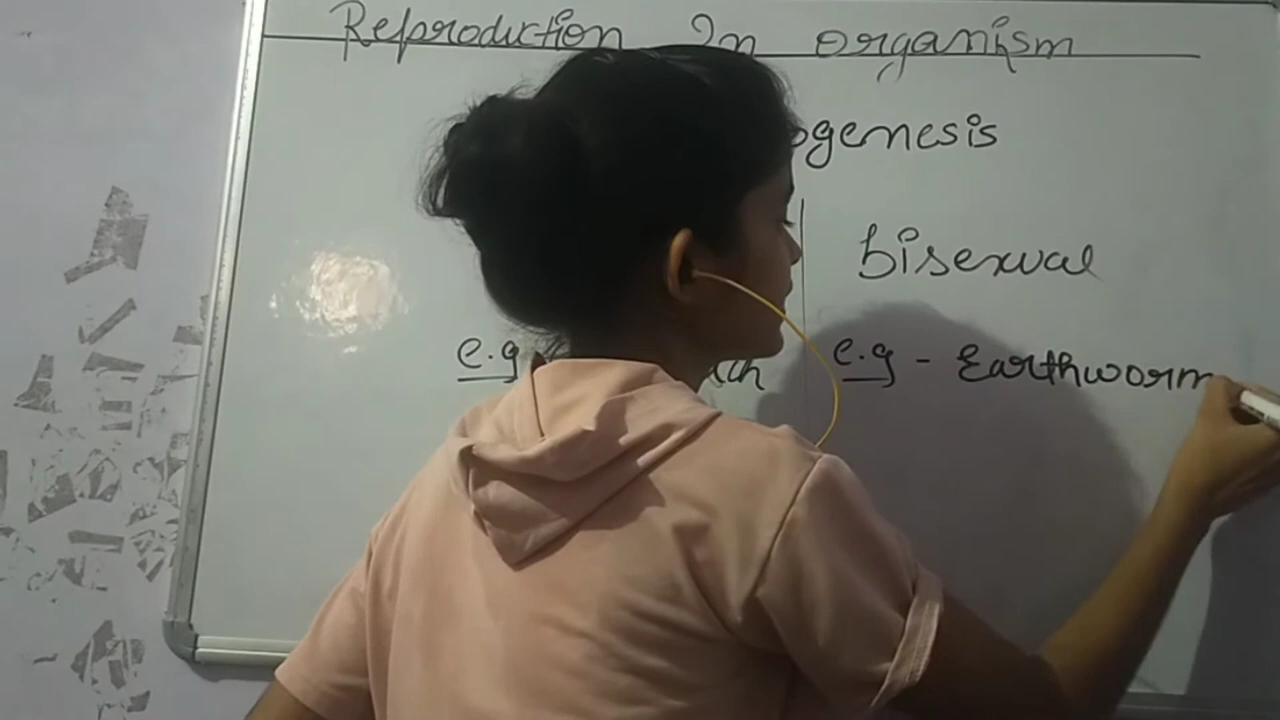 Reproduction In organism
ogenesis
bisexual
e.g
e.g - Earthworm